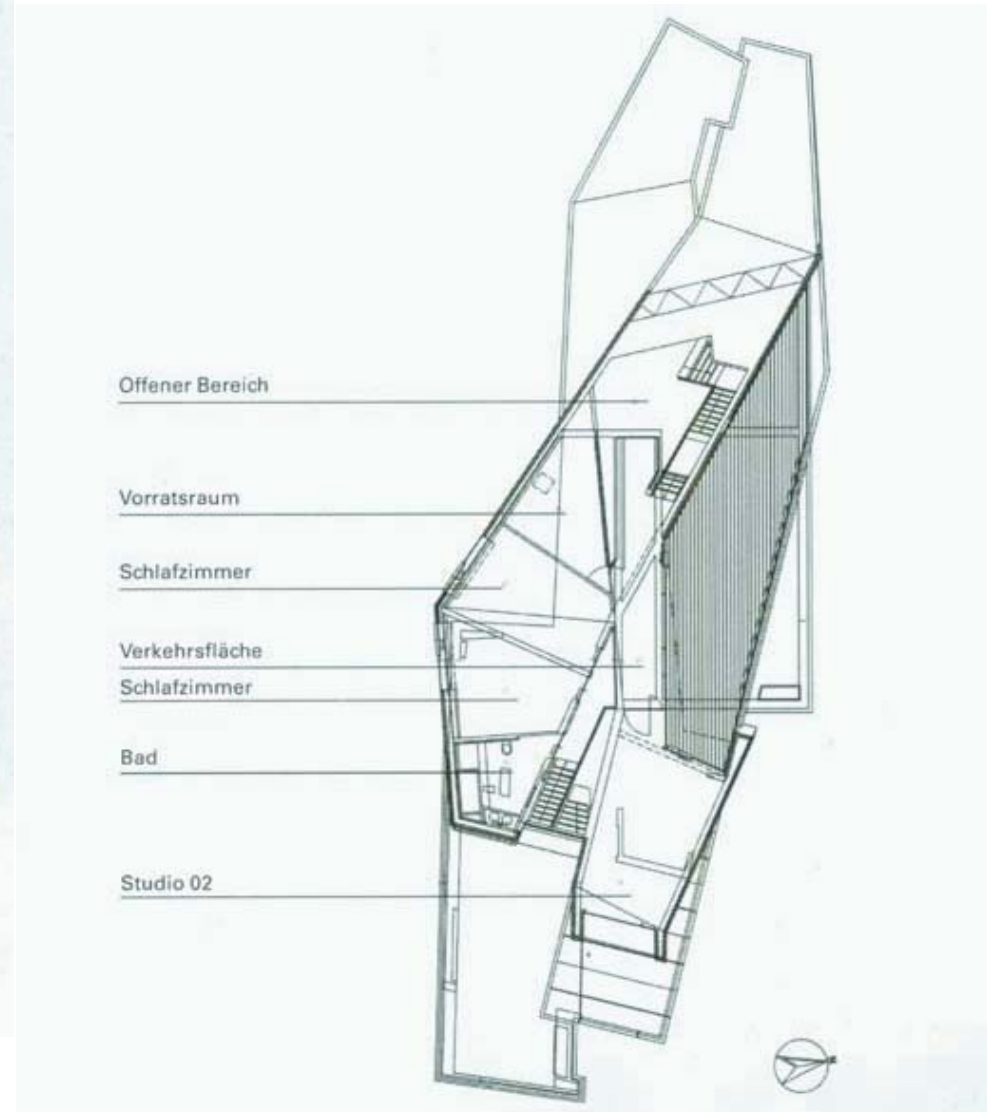 Offener Bereich
Vorratsraum
Schlafzimmer
Verkehrsfläche
Schlafzimmer
Bad
Studio 02